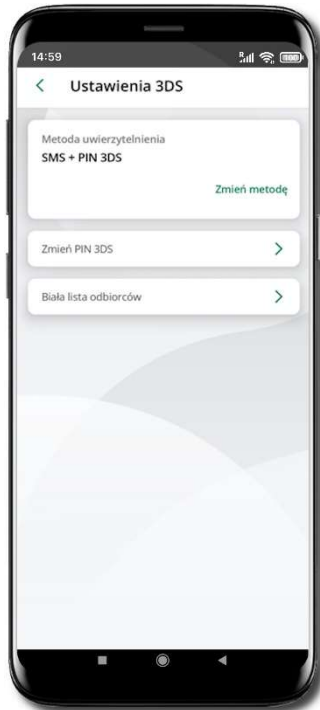 14:59
Ustawienia 3DS
Metoda uwierzytelnienia
SMS + PIN 3DS
Zmień metodę
Zmień PIN 3DS
Biała lista odbiorców